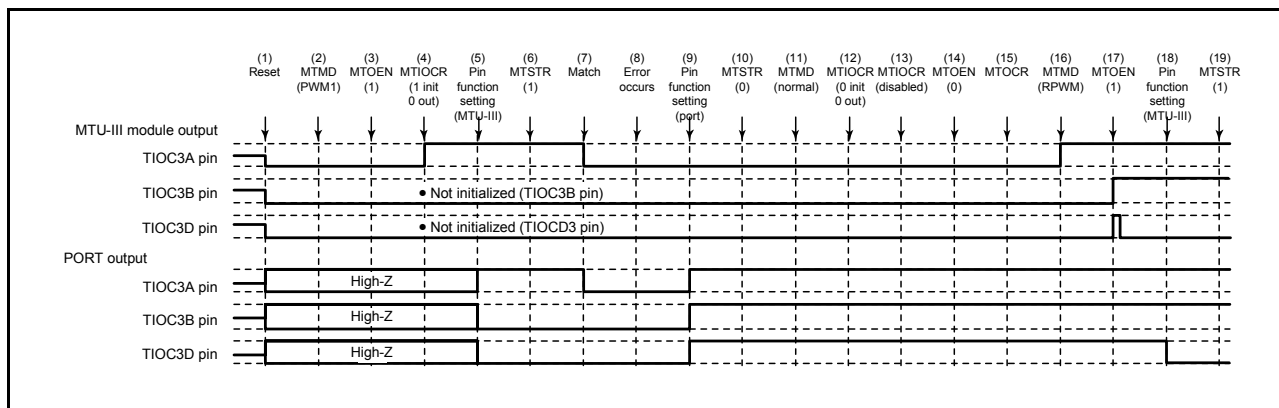 (1) (2) (3) (4) (5) (6) (7) (8) (9) (10) (11) (12) (13) (14) (15) (16) (17) (18) (19)
Reset MTMD MTOEN MTIOCR Pin MTSTR Match Error Pin MTSTR MTMD MTIOCR MTIOCR MTOEN MTOCR MTMD MTOEN Pin MTSTR
(PWM1) (1) (1 init function (1) occurs function (0) (normal) (0 init (disabled) (0) (RPWM) (1) function (1)
0 out) setting setting 0 out) setting
(MTU-III) (port) (MTU-III)
MTU-III module output
TIOC3A pin
TIOC3B pin • Not initialized (TIOC3B pin)
TIOC3D pin • Not initialized (TIOCD3 pin)
PORT output
TIOC3A pin High-Z
TIOC3B pin High-Z
TIOC3D pin High-Z